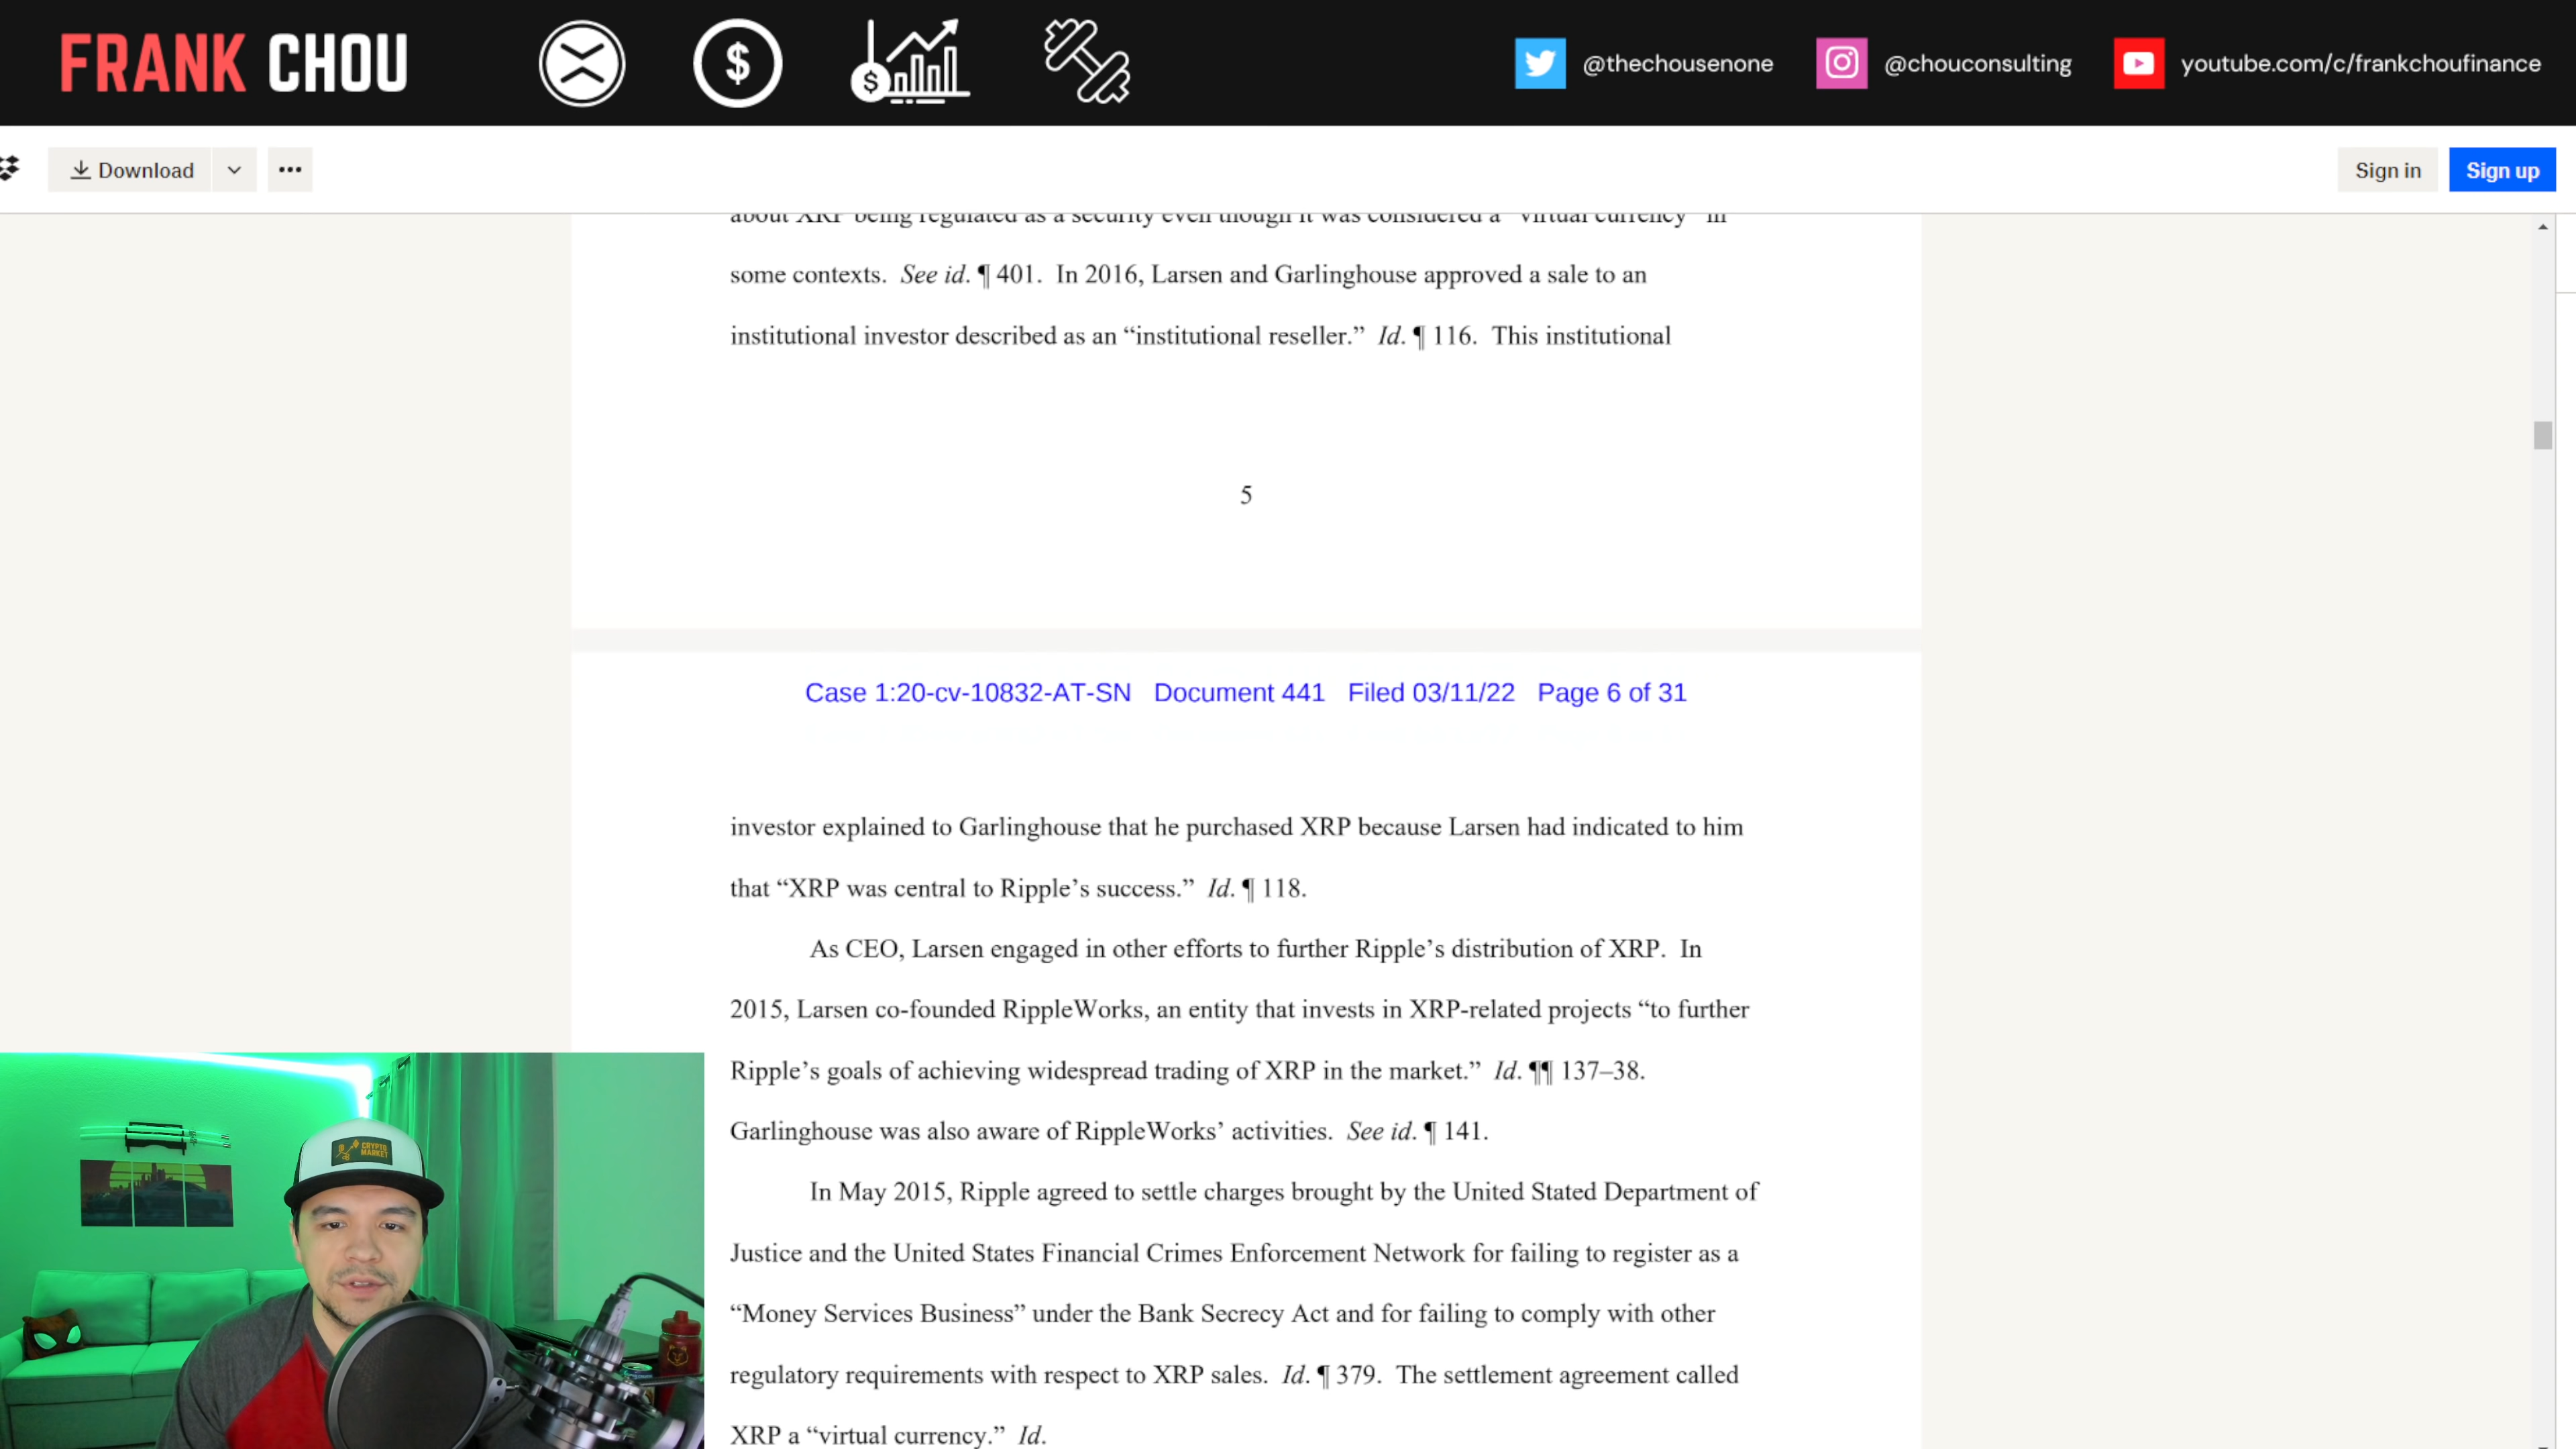 FRANK CHOU
@thechousenone
@chouconsulting
youtube.com/c/frankchoufinance
Download
Sign in
Sign up
about XRP being regulated as a security even though it was considered a “virtual currency” in
some contexts. See id. ¶ 401. In 2016, Larsen and Garlinghouse approved a sale to an
institutional investor described as an “institutional reseller.” Id. ¶ 116. This institutional
5
Case 1:20-cv-10832-AT-SN Document 441 Filed 03/11/22 Page 6 of 31
investor explained to Garlinghouse that he purchased XRP because Larsen had indicated to him
that “XRP was central to Ripple’s success.” Id. ¶ 118.
As CEO, Larsen engaged in other efforts to further Ripple’s distribution of XRP. In
2015, Larsen co-founded RippleWorks, an entity that invests in XRP-related projects “to further
Ripple’s goals of achieving widespread trading of XRP in the market.” Id. ¶¶ 137–38.
Garlinghouse was also aware of RippleWorks’ activities. See id. ¶ 141.
In May 2015, Ripple agreed to settle charges brought by the United Stated Department of
Justice and the United States Financial Crimes Enforcement Network for failing to register as a
“Money Services Business” under the Bank Secrecy Act and for failing to comply with other
regulatory requirements with respect to XRP sales. Id. ¶ 379. The settlement agreement called
XRP a “virtual currency.” Id.
CRYPTO
MARKET